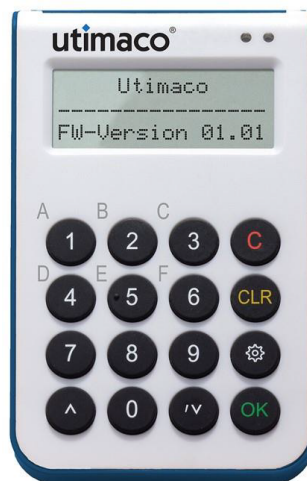 utimaco®
Utimaco
----------------
FW-Version 01.01
A B C
1 2 3 C
D E F
4 5 6 CLR
7 8 9
0
OK